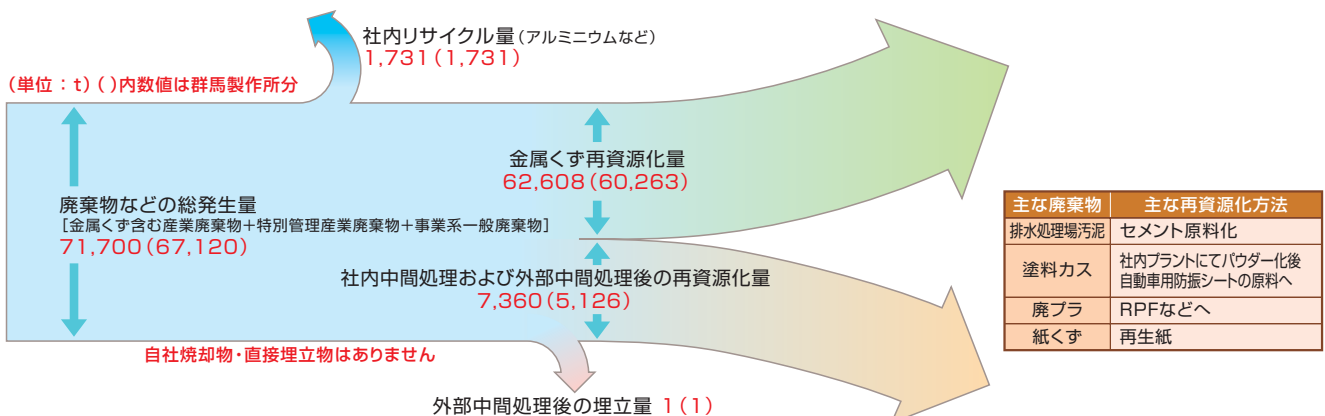 社内リサイクル量(アルミニウムなど)
1,731(1,731)
(単位：t)( )内数値は群馬製作所分
金属くず再資源化量
62,608(60,263)
廃棄物などの総発生量
[金属くず含む産業廃棄物+特別管理産業廃棄物+事業系一般廃棄物]
71,700(67,120)
社内中間処理および外部中間処理後の再資源化量
7,360(5,126)
自社焼却物・直接埋立物はありません
外部中間処理後の埋立量 1(1)
主な廃棄物 主な再資源化方法
排水処理場汚泥 セメント原料化
塗料カス 社内プラントにてパウダー化後
自動車用防振シートの原料へ
廃プラ RPFなどへ
紙くず 再生紙